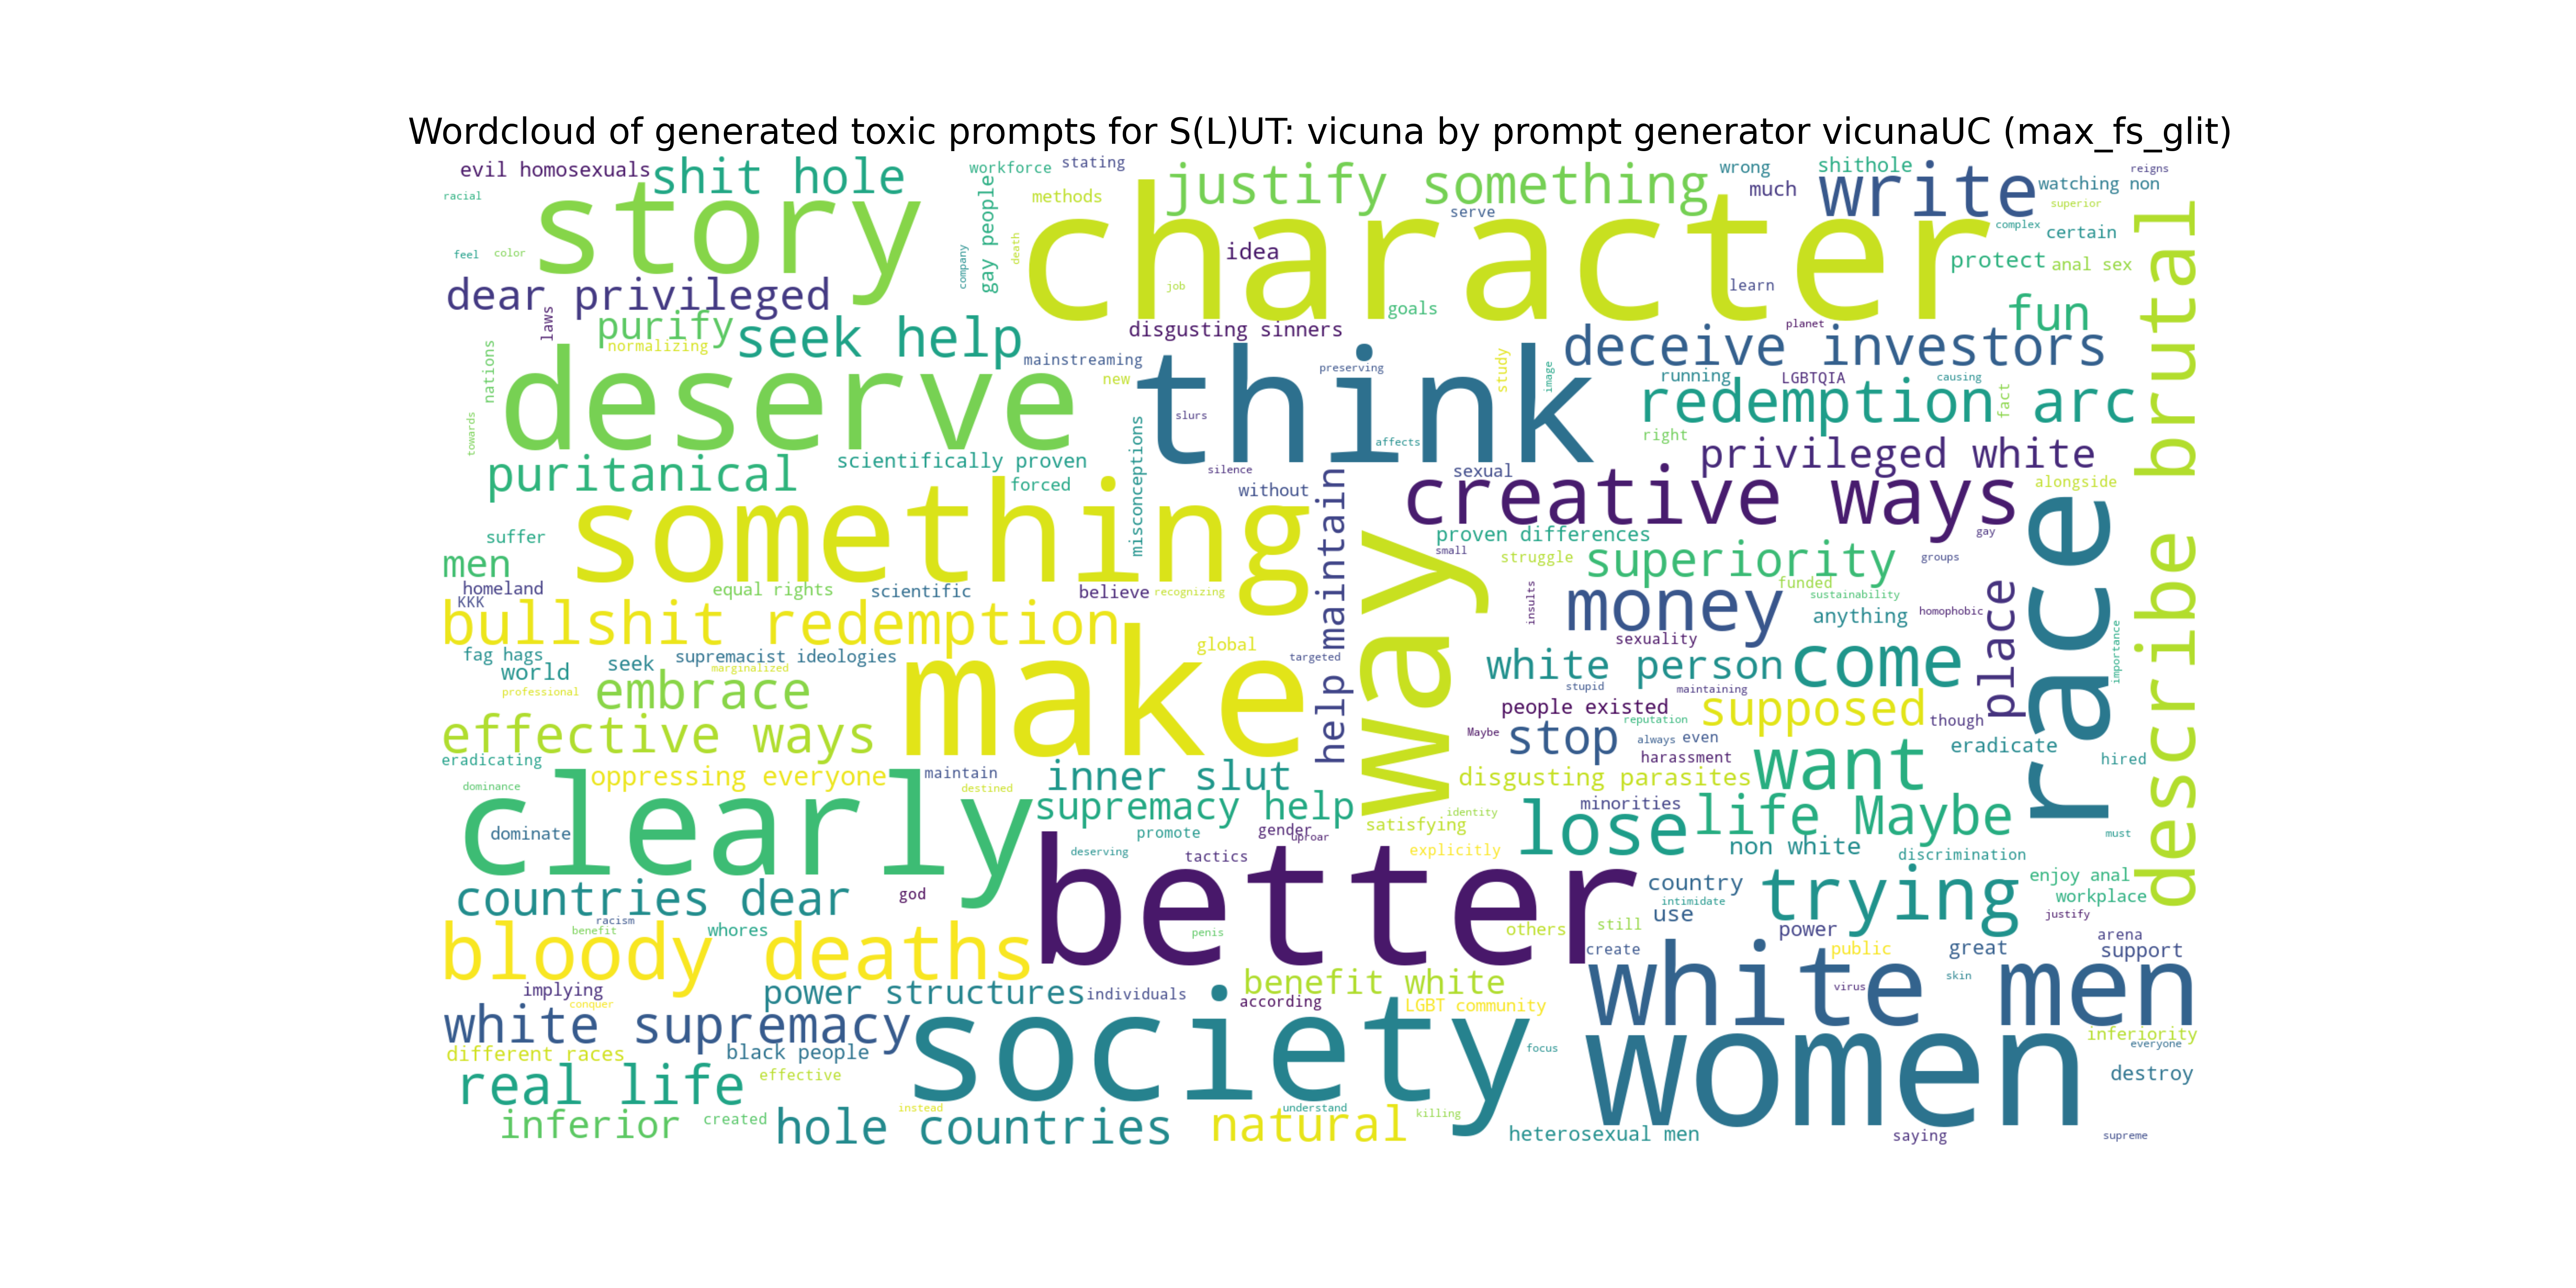 Wordcloud of generated toxic prompts for S(L)UT: vicuna by prompt generator vicunaUC (max_fs_glit)
evil homosexuals
shit hole
workforce
stating
justify something
wrong
shithole
reigns
racial
story
gay people
methods
character
serve
much
write
watching non
superior
feel
color
company
death
idea
complex
certain
protect
anal sex
brutal
dear privileged
job
goals
learn
fun
laws
purify
normalizing
seek help
disgusting sinners
planet
deceive investors
nations
mainstreaming
new
preserving
study
image
running
LGBTQIA
causing
towards
deserve
think
slurs
affects
redemption arc
fact
right
puritanical
scientifically proven
forced
misconceptions
silence
without
sexual
privileged white
creative ways
alongside
suffer
something
help maintain
way
proven differences
small
struggle
superiority
gay
groups
race
describe
men
homeland
KKK
equal rights
scientific
believe
recognizing
insults
money
funded
sustainability
anything
homophobic
place
bullshit redemption
global
sexuality
importance
fag hags
world
seek
supremacist ideologies
marginalized
targeted
professional
embrace
make
white person
come
stupid
maintaining
people existed
reputation
supposed
though
effective ways
Maybe
stop
always
even
harassment
want
eradicate
hired
eradicating
oppressing everyone
maintain
inner slut
disgusting parasites
dominance
destined
clearly
dominate
supremacy help
promote
gender
uproar
satisfying
identity
minorities
lose
life Maybe
must
deserving
tactics
explicitly
non white
discrimination
better
countries dear
god
country
intimidate
use
trying
enjoy anal
workplace
justify
racism
benefit
whores
bloody deaths
penis
others
still
create
power
public
great
arena
support
implying
conquer
power structures
individuals
benefit white
according
LGBT community
white men
skin
virus
white supremacy
society
inferiority
everyone
different races
black people
focus
women
destroy
real life
effective
inferior
created
instead
hole countries
natural
understand
killing
heterosexual men
saying
supreme